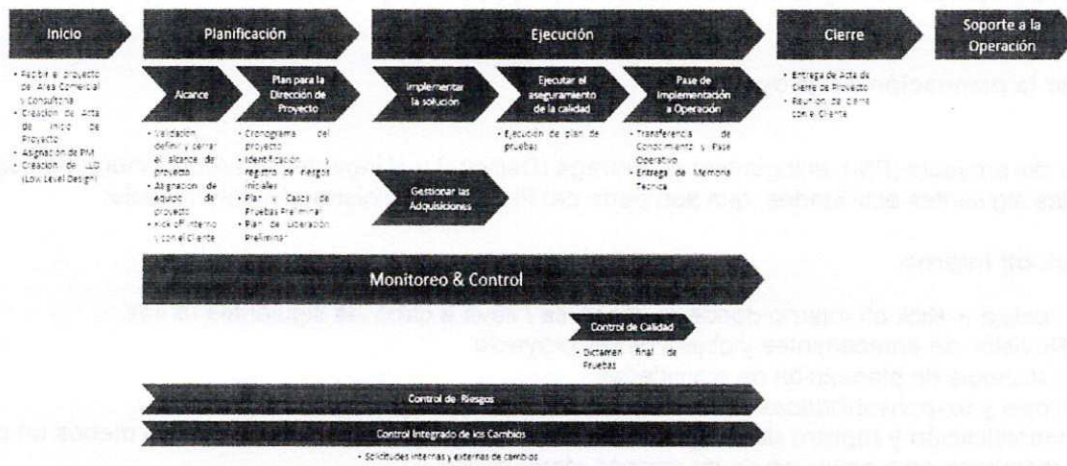 Inicio
Planificación
Ejecución
Cierre
Soporte a la
Operación
• Recibir el proyecto
de Area Comercial
y Consultoria
• Creación de Acta
de Inicio de
Proyecto
• Asignación de PM
• Creación de LLD
(Low Level Design)
Alcance
• Validación,
definir y cerrar
el alcance de
proyecto
• Asignación de
equipo de
proyecto
• Kick off interno
y con el Cliente
Plan para la
Dirección de
Proyecto
• Cronograma del
proyecto
• Identificación y
registro de riesgos
iniciales
• Plan y Casos de
Pruebas Preliminar
• Plan de Liberación
Preliminar
Implementar
la solución
Gestionar las
Adquisiciones
Ejecutar el
aseguramiento
de la calidad
• Ejecución de plan de
pruebas
Pase de
Implementación
a Operación
• Transferencia de
Conocimiento y Pase
Operativo
• Entrega de Memoria
Técnica
• Entrega de Acta de
Cierre de Proyecto
• Reunión de cierre
con el Cliente
Monitoreo & Control
Control de Calidad
• Dictamen final de
Pruebas
Control de Riesgos
Control Integrado de los Cambios
• Solicitudes internas y externas de cambios